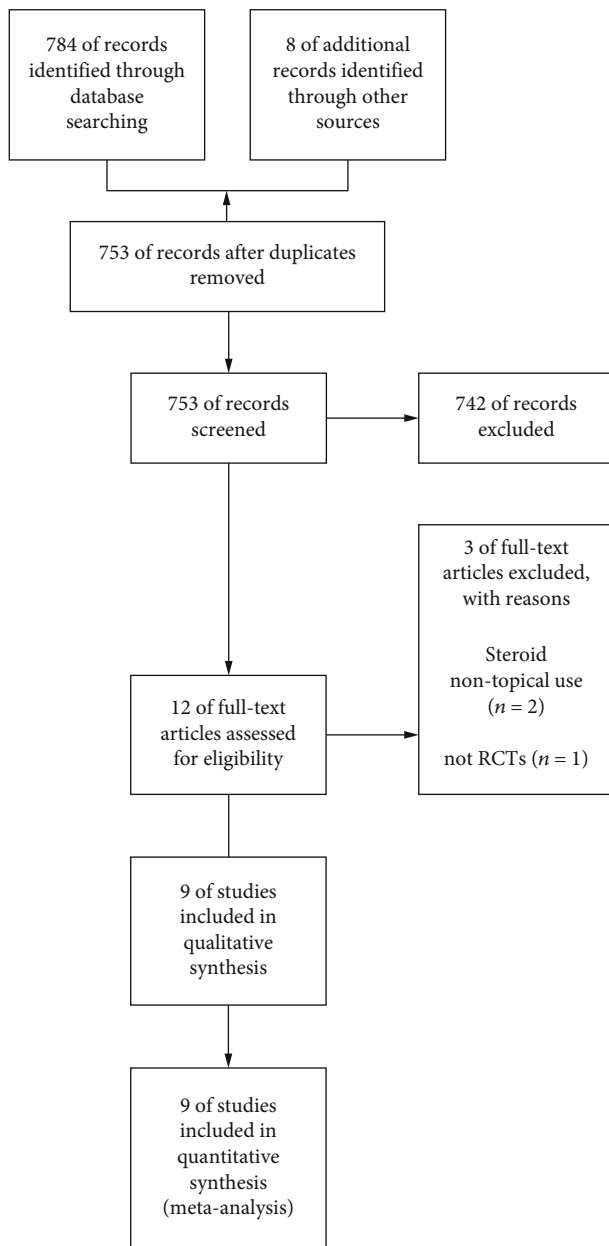 784 of records
identified through
database
searching
8 of additional
records identified
through other
sources
753 of records after duplicates
removed
753 of records
screened
742 of records
excluded
3 of full-text
articles excluded,
with reasons
Steroid
non-topical use
(n = 2)
not RCTs (n = 1)
12 of full-text
articles assessed
for eligibility
9 of studies
included in
qualitative
synthesis
9 of studies
included in
quantitative
synthesis
(meta-analysis)